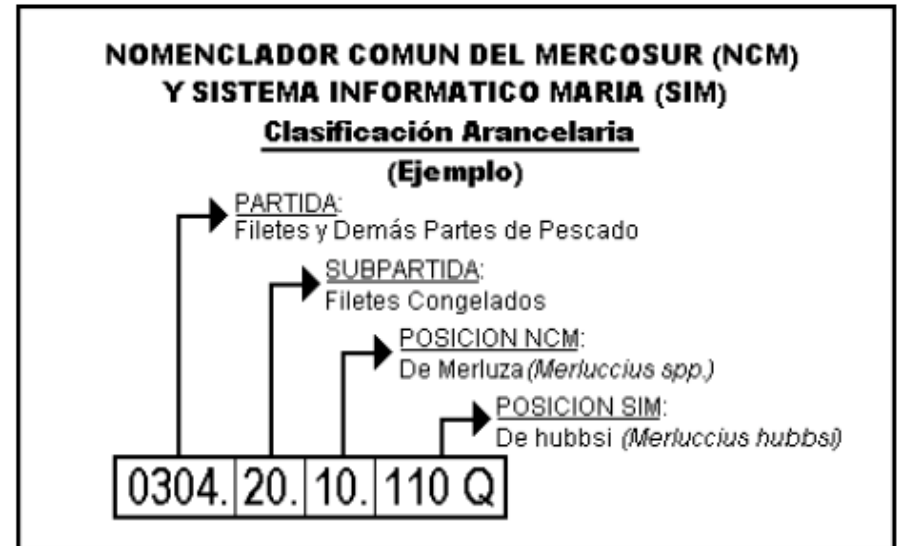 NOMENCLADOR COMUN DEL MERCOSUR (NCM)
Y SISTEMA INFORMATICO MARIA (SIM)
Clasificación Arancelaria
(Ejemplo)
PARTIDA:
Filetes y Demás Partes de Pescado
SUBPARTIDA:
Filetes Congelados
POSICION NCM:
De Merluza (Merluccius spp.)
POSICION SIM:
De hubbsi (Merluccius hubbsi)
0304. 20. 10. 110 Q